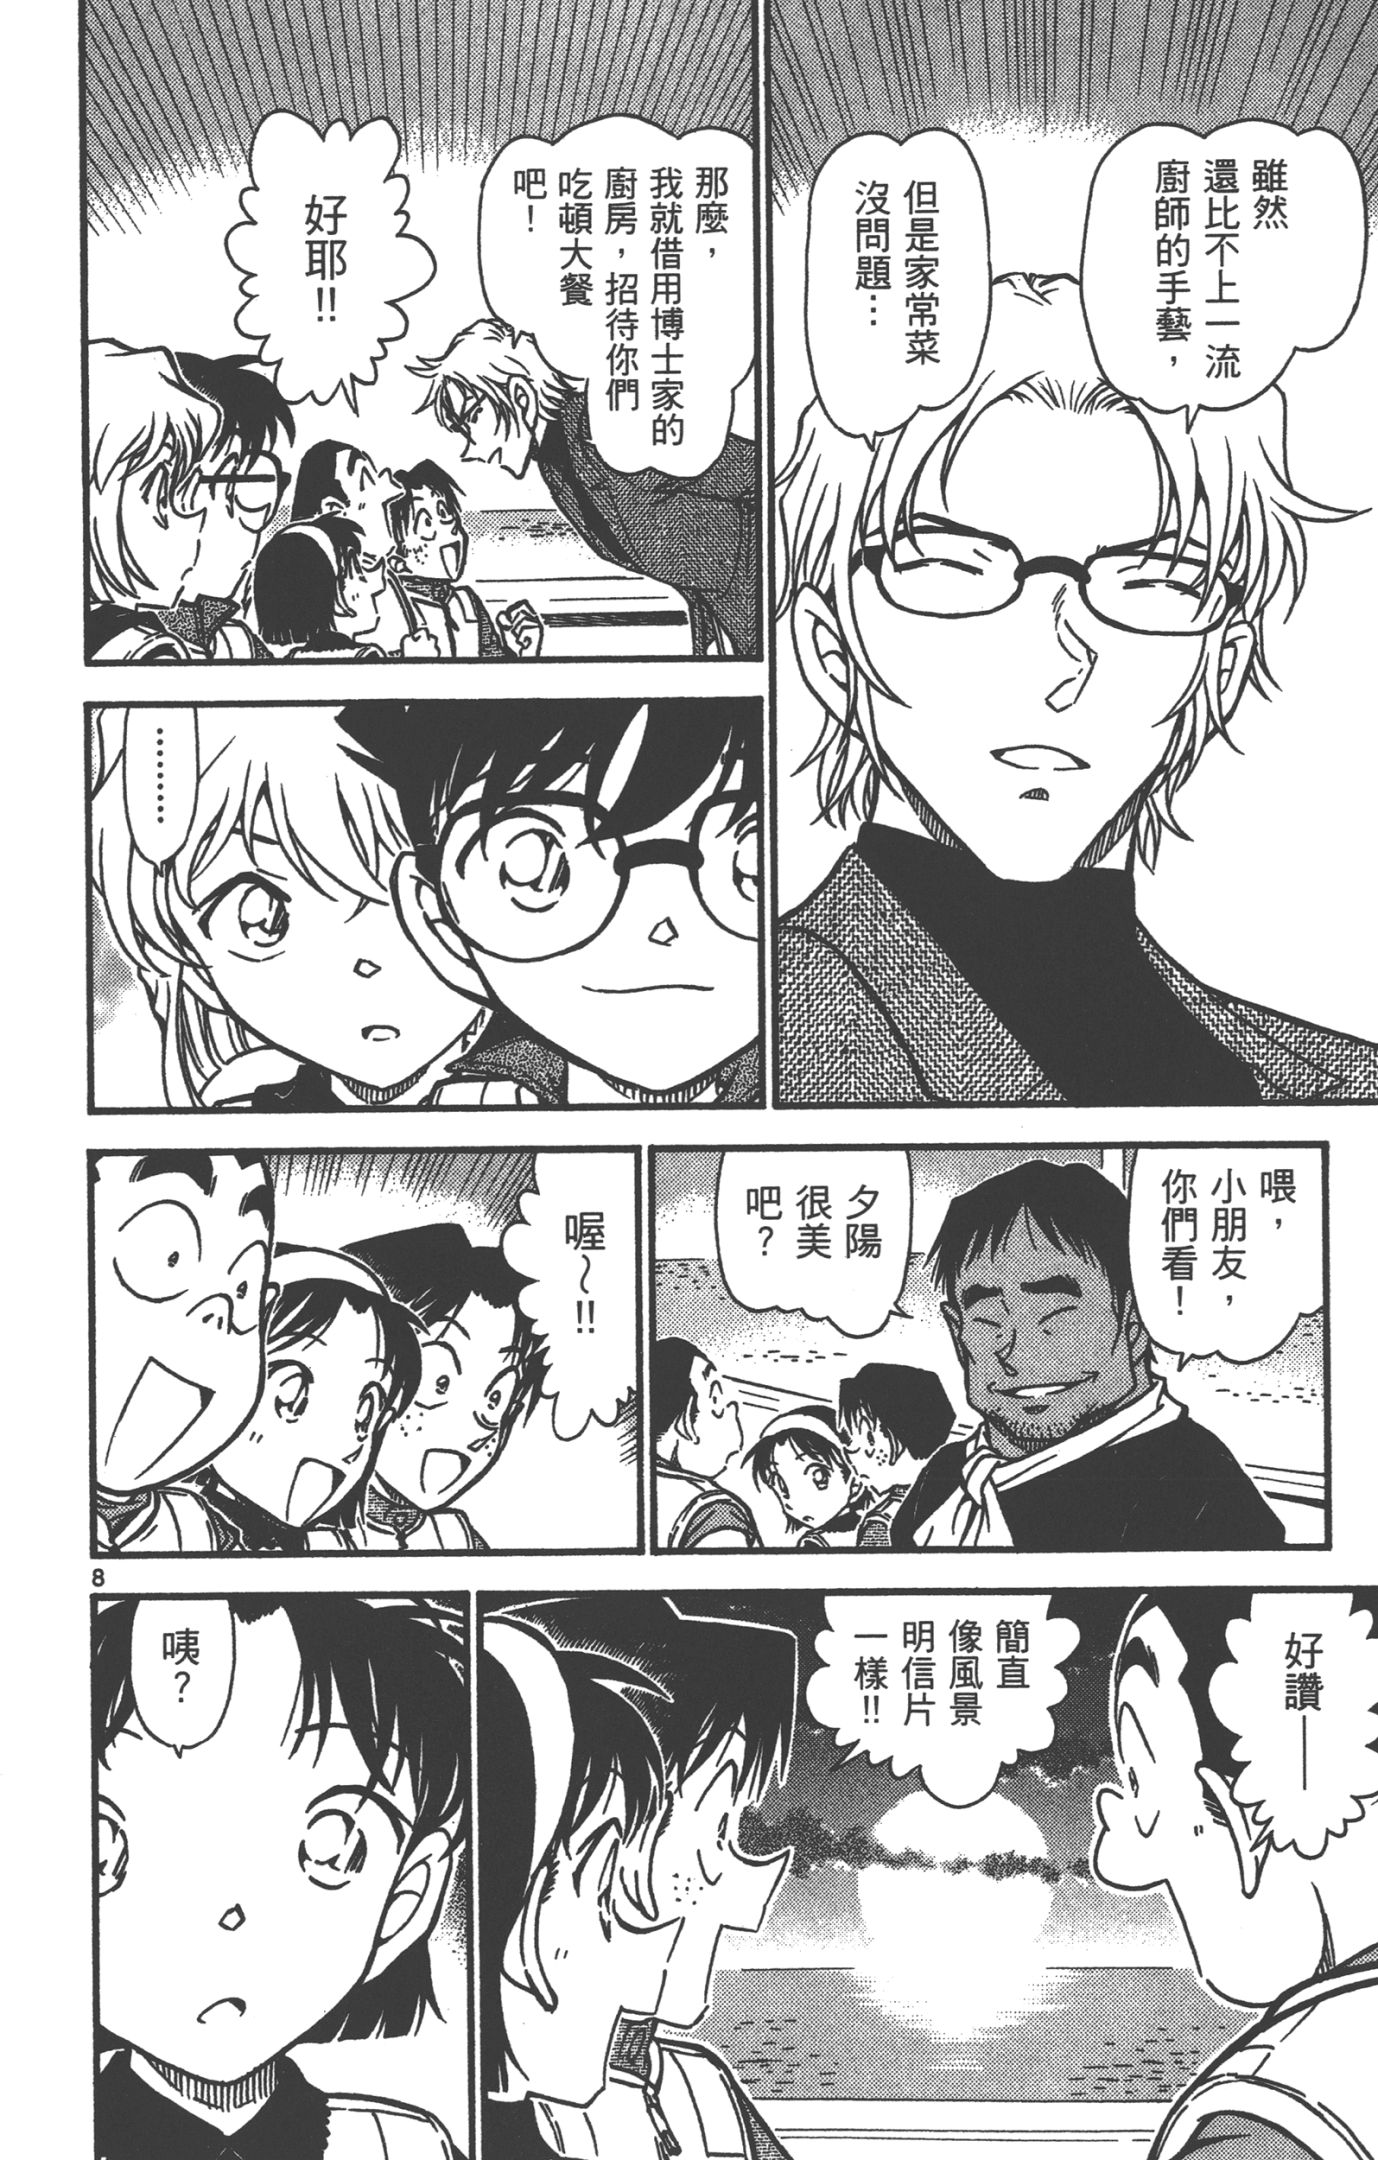 雖然
還比不上一流
廚師的手藝，
但是家常菜
沒問題…
那麼，
我就借用博士家的
廚房，招待你們
吃頓大餐
吧！
好耶!!
………
喂，
小朋友，
你們看！
夕陽
很美
吧？
喔～!!
好讚——
簡直
像風景
明信片
一樣!!
咦？
8